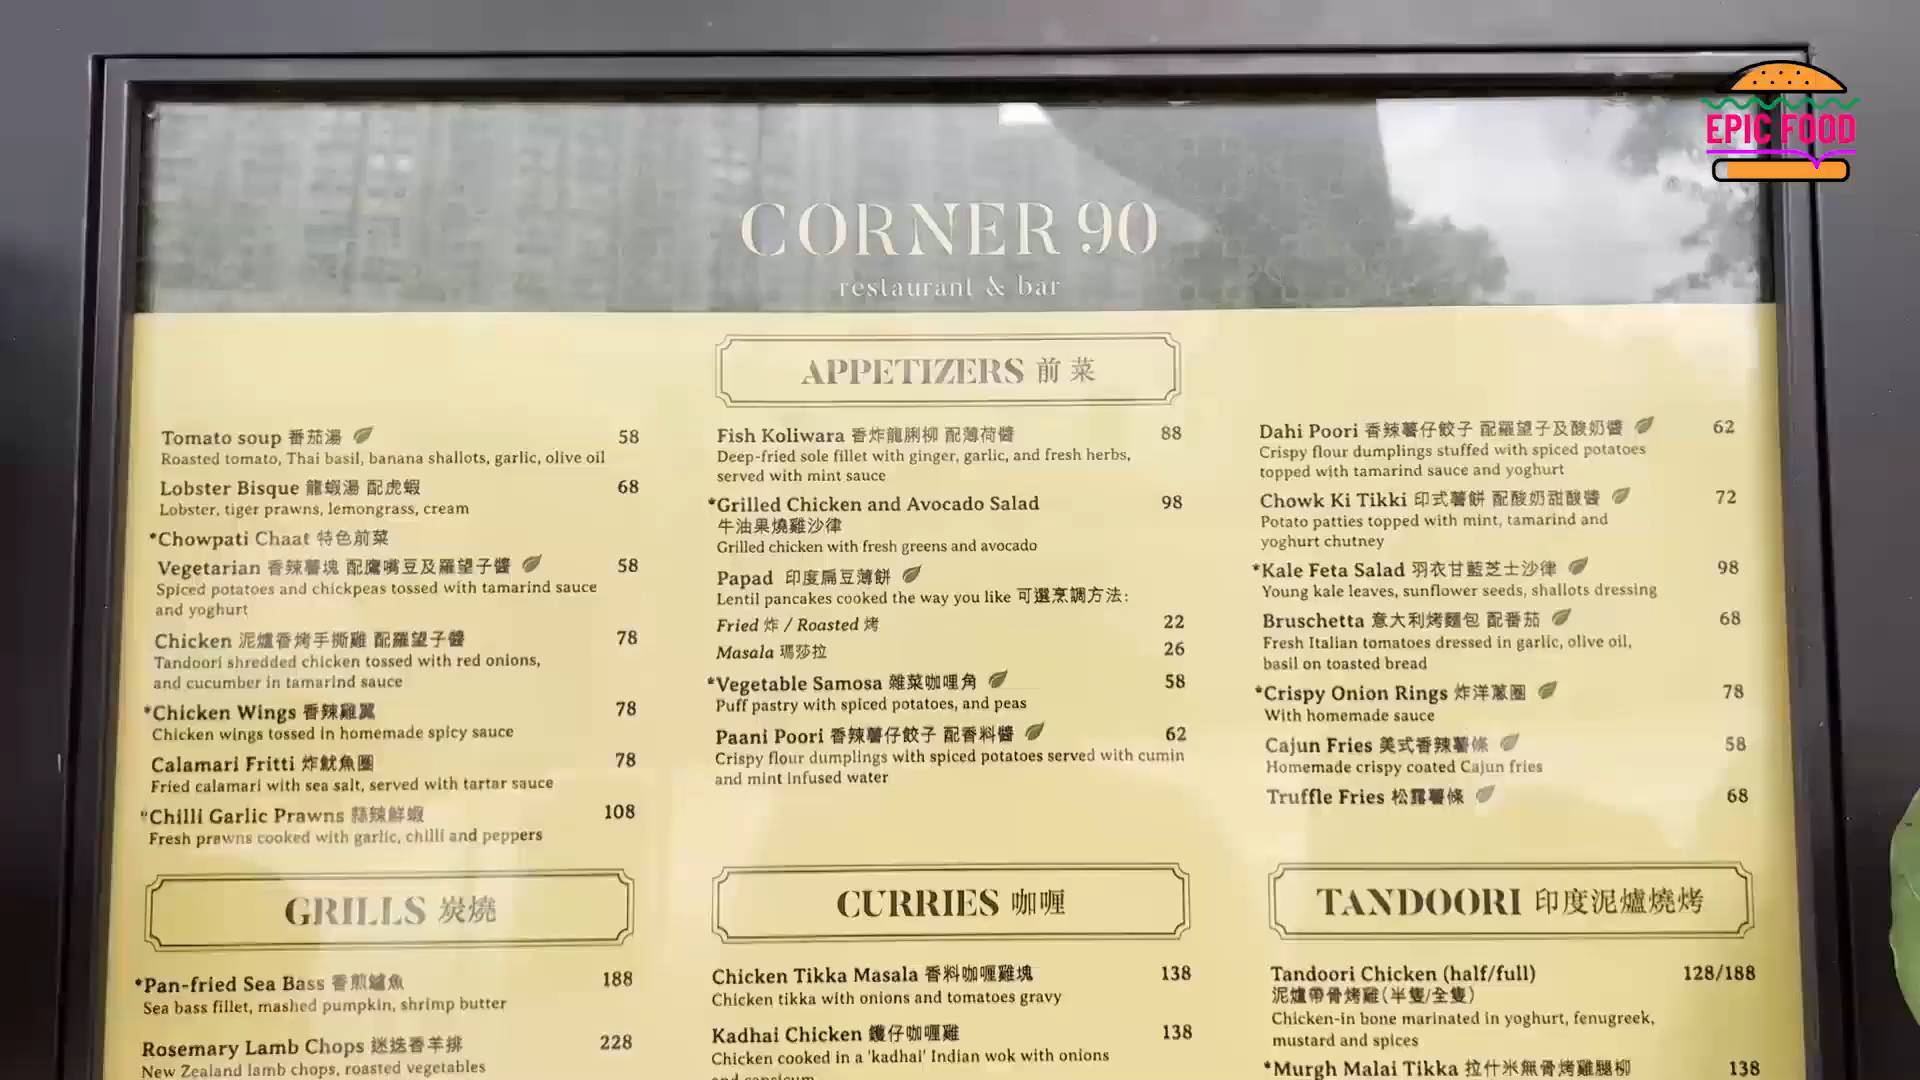 EPIC FOOD
CORNER 90
restaurant & bar
APPETIZERS 前菜
Tomato soup 番茄湯 58
Roasted tomato, Thai basil, banana shallots, garlic, olive oil
Lobster Bisque 龍蝦湯 配虎蝦 68
Lobster, tiger prawns, lemongrass, cream
*Chowpati Chaat 特色前菜
Vegetarian 香辣薯塊 配鷹嘴豆及羅望子醬 58
Spiced potatoes and chickpeas tossed with tamarind sauce
and yoghurt
Chicken 泥爐香烤手撕雞 配羅望子醬 78
Tandoori shredded chicken tossed with red onions,
and cucumber in tamarind sauce
*Chicken Wings 香辣雞翼 78
Chicken wings tossed in homemade spicy sauce
Calamari Fritti 炸魷魚圈 78
Fried calamari with sea salt, served with tartar sauce
*Chilli Garlic Prawns 蒜辣鮮蝦 108
Fresh prawns cooked with garlic, chilli and peppers
Fish Koliwara 香炸龍脷柳 配薄荷醬 88
Deep-fried sole fillet with ginger, garlic, and fresh herbs,
served with mint sauce
*Grilled Chicken and Avocado Salad 98
牛油果燒雞沙律
Grilled chicken with fresh greens and avocado
Papad 印度扁豆薄餅
Lentil pancakes cooked the way you like 可選烹調方法:
Fried 炸 / Roasted 烤 22
Masala 瑪莎拉 26
*Vegetable Samosa 雜菜咖哩角 58
Puff pastry with spiced potatoes, and peas
Paani Poori 香辣薯仔餃子 配香料醬 62
Crispy flour dumplings with spiced potatoes served with cumin
and mint infused water
Dahi Poori 香辣薯仔餃子 配羅望子及酸奶醬 62
Crispy flour dumplings stuffed with spiced potatoes
topped with tamarind sauce and yoghurt
Chowk Ki Tikki 印式薯餅 配酸奶甜酸醬 72
Potato patties topped with mint, tamarind and
yoghurt chutney
*Kale Feta Salad 羽衣甘藍芝士沙律 98
Young kale leaves, sunflower seeds, shallots dressing
Bruschetta 意大利烤麵包 配番茄 68
Fresh Italian tomatoes dressed in garlic, olive oil,
basil on toasted bread
*Crispy Onion Rings 炸洋蔥圈 78
With homemade sauce
Cajun Fries 美式香辣薯條 58
Homemade crispy coated Cajun fries
Truffle Fries 松露薯條 68
GRILLS 炭燒
*Pan-fried Sea Bass 香煎鱸魚 188
Sea bass fillet, mashed pumpkin, shrimp butter
Rosemary Lamb Chops 迷迭香羊排 228
New Zealand lamb chops, roasted vegetables
CURRIES 咖喱
Chicken Tikka Masala 香料咖喱雞塊 138
Chicken tikka with onions and tomatoes gravy
Kadhai Chicken 鑊仔咖喱雞 138
Chicken cooked in a 'kadhai' Indian wok with onions
and capsicum
TANDOORI 印度泥爐燒烤
Tandoori Chicken (half/full) 128/188
泥爐帶骨烤雞(半隻/全隻)
Chicken-in bone marinated in yoghurt, fenugreek,
mustard and spices
*Murgh Malai Tikka 拉什米無骨烤雞腿柳 138